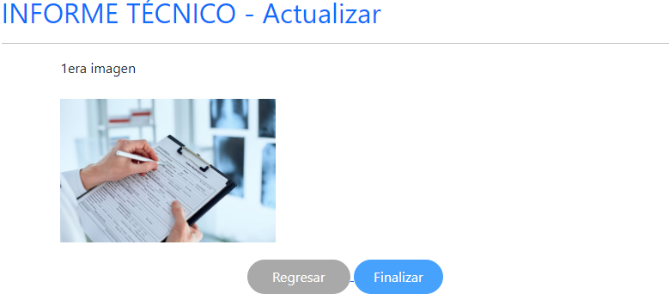 INFORME TÉCNICO - Actualizar
1era imagen
Regresar
Finalizar